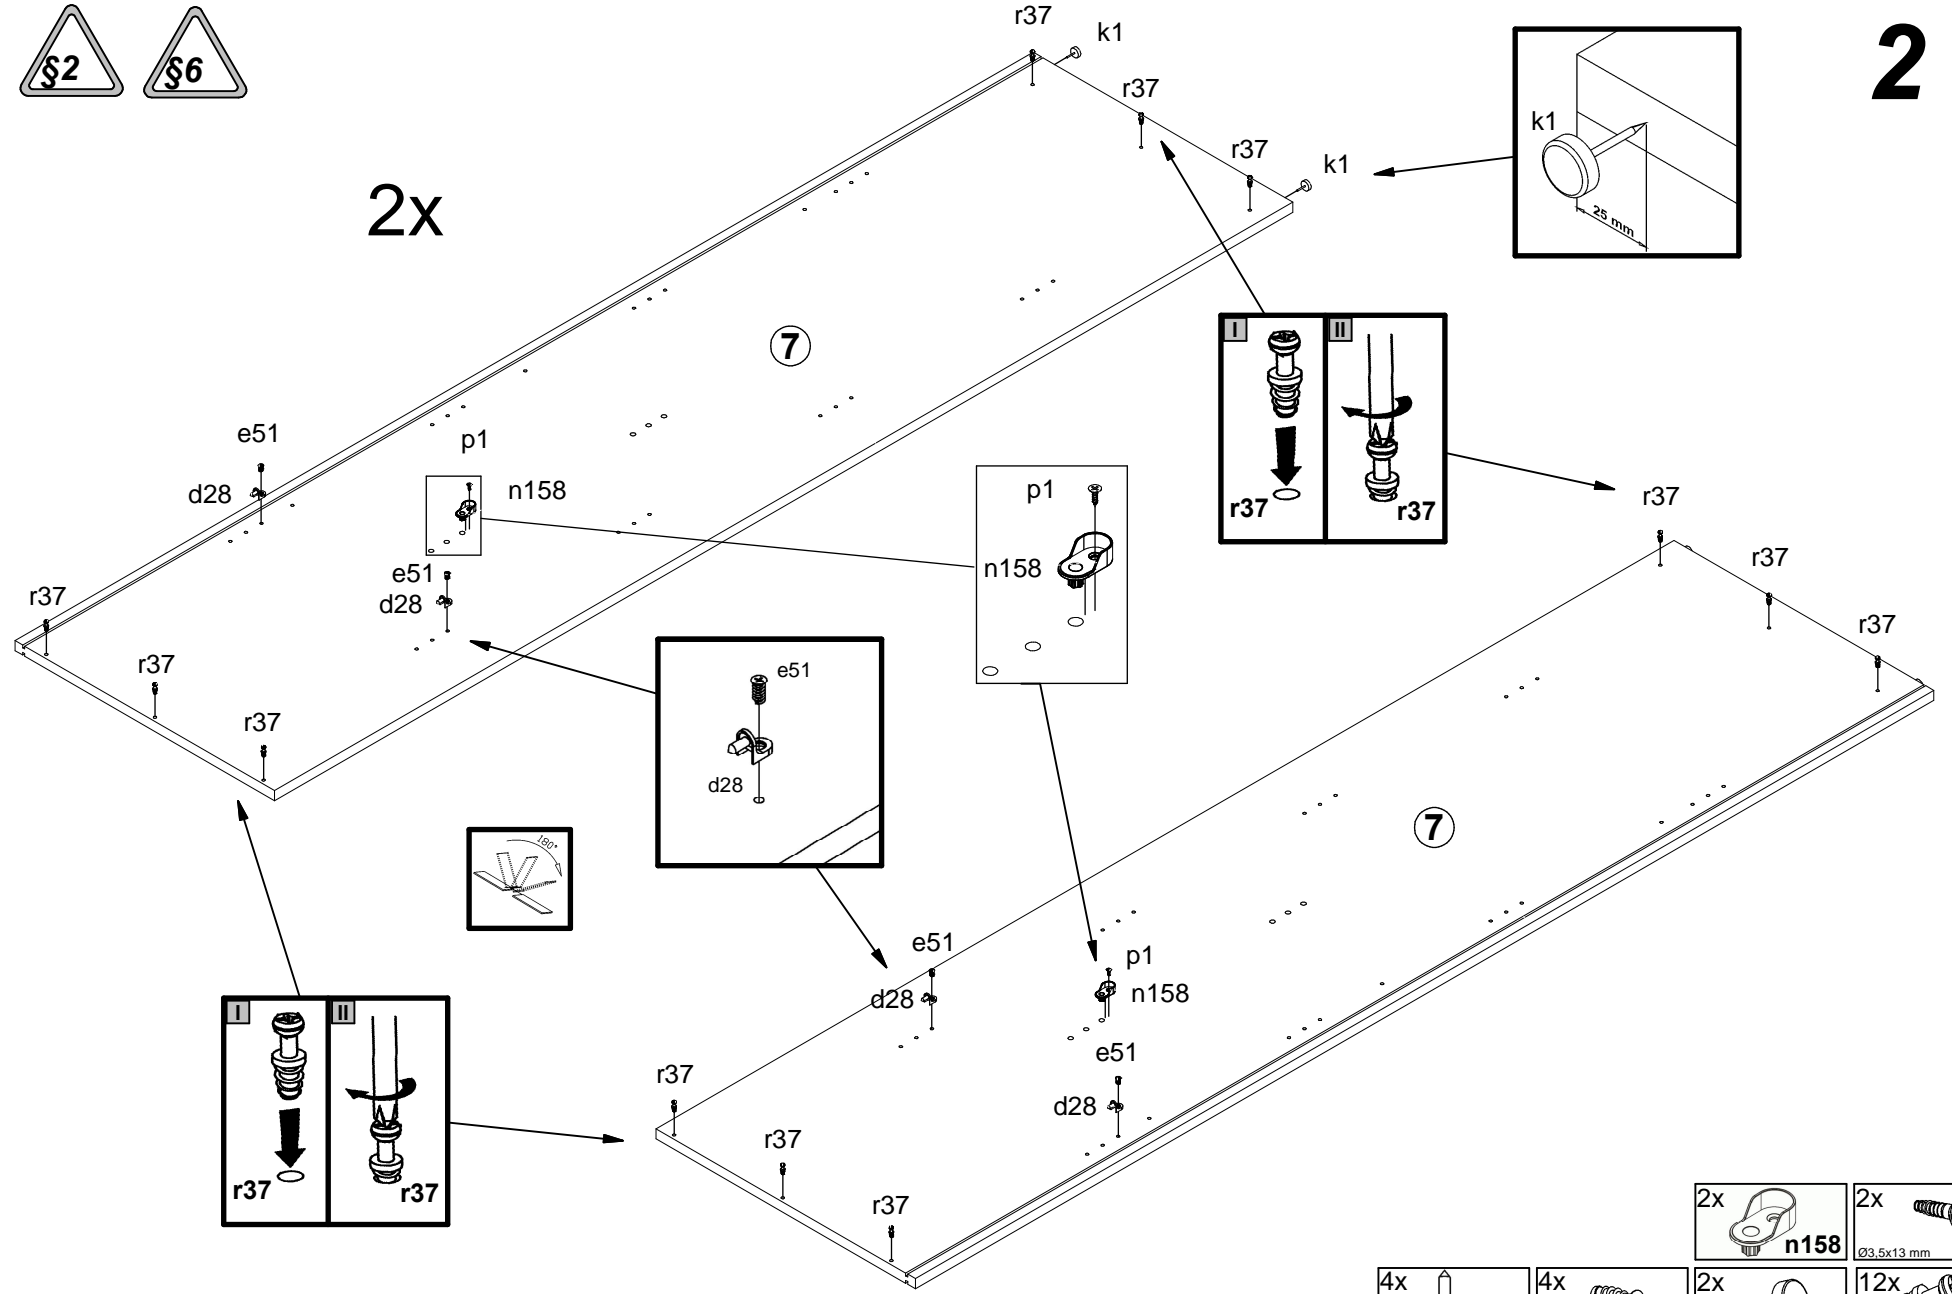 §2
§6
2
2x
r37
k1
r37
r37
k1
k1
25 mm
7
I
II
r37
r37
e51
d28
p1
n158
e51
d28
p1
n158
r37
r37
r37
r37
r37
r37
e51
d28
180°
7
e51
d28
p1
n158
e51
d28
I
II
r37
r37
r37
r37
r37
2x
n158
2x
Ø3,5x13 mm
4x
4x
2x
12x